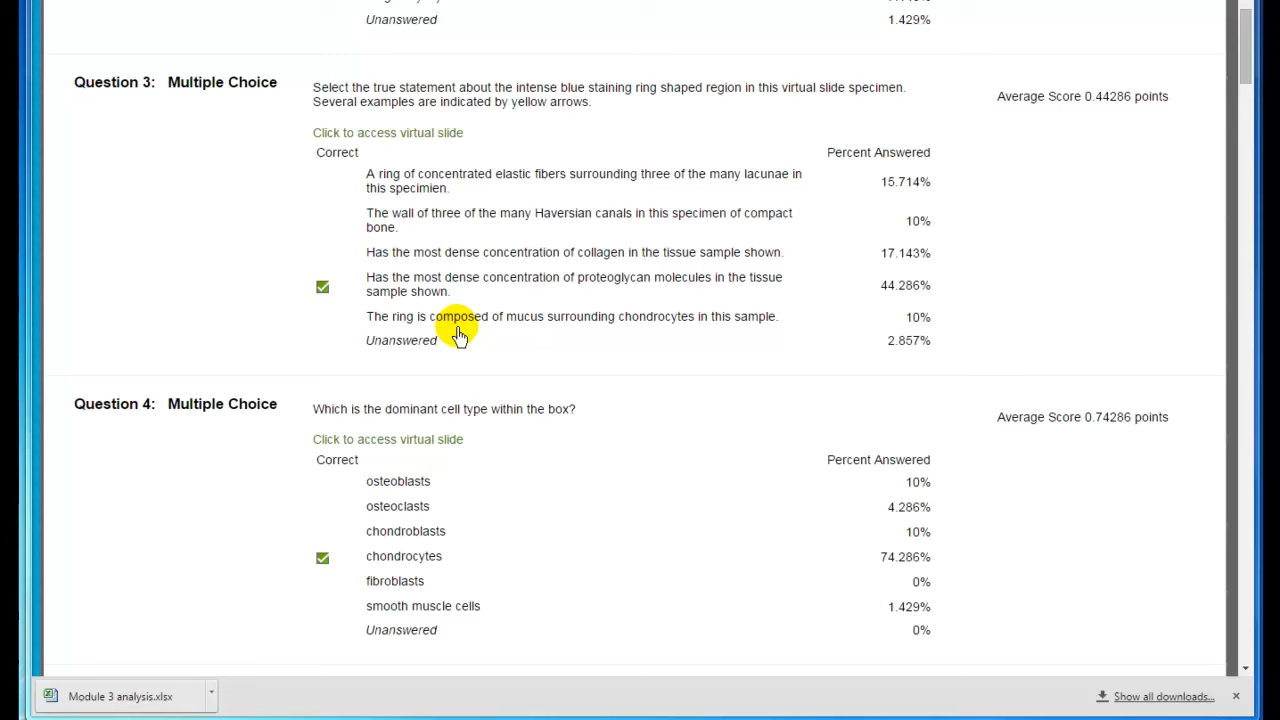 Unanswered 1.429%
Question 3: Multiple Choice
Select the true statement about the intense blue staining ring shaped region in this virtual slide specimen.
Several examples are indicated by yellow arrows.
Average Score 0.44286 points
Click to access virtual slide
Correct Percent Answered
A ring of concentrated elastic fibers surrounding three of the many lacunae in
this specimien.
15.714%
The wall of three of the many Haversian canals in this specimen of compact
bone.
10%
Has the most dense concentration of collagen in the tissue sample shown. 17.143%
Has the most dense concentration of proteoglycan molecules in the tissue
sample shown.
44.286%
The ring is composed of mucus surrounding chondrocytes in this sample. 10%
Unanswered 2.857%
Question 4: Multiple Choice
Which is the dominant cell type within the box?
Average Score 0.74286 points
Click to access virtual slide
Correct Percent Answered
osteoblasts 10%
osteoclasts 4.286%
chondroblasts 10%
chondrocytes 74.286%
fibroblasts 0%
smooth muscle cells 1.429%
Unanswered 0%
Module 3 analysis.xlsx
Show all downloads...